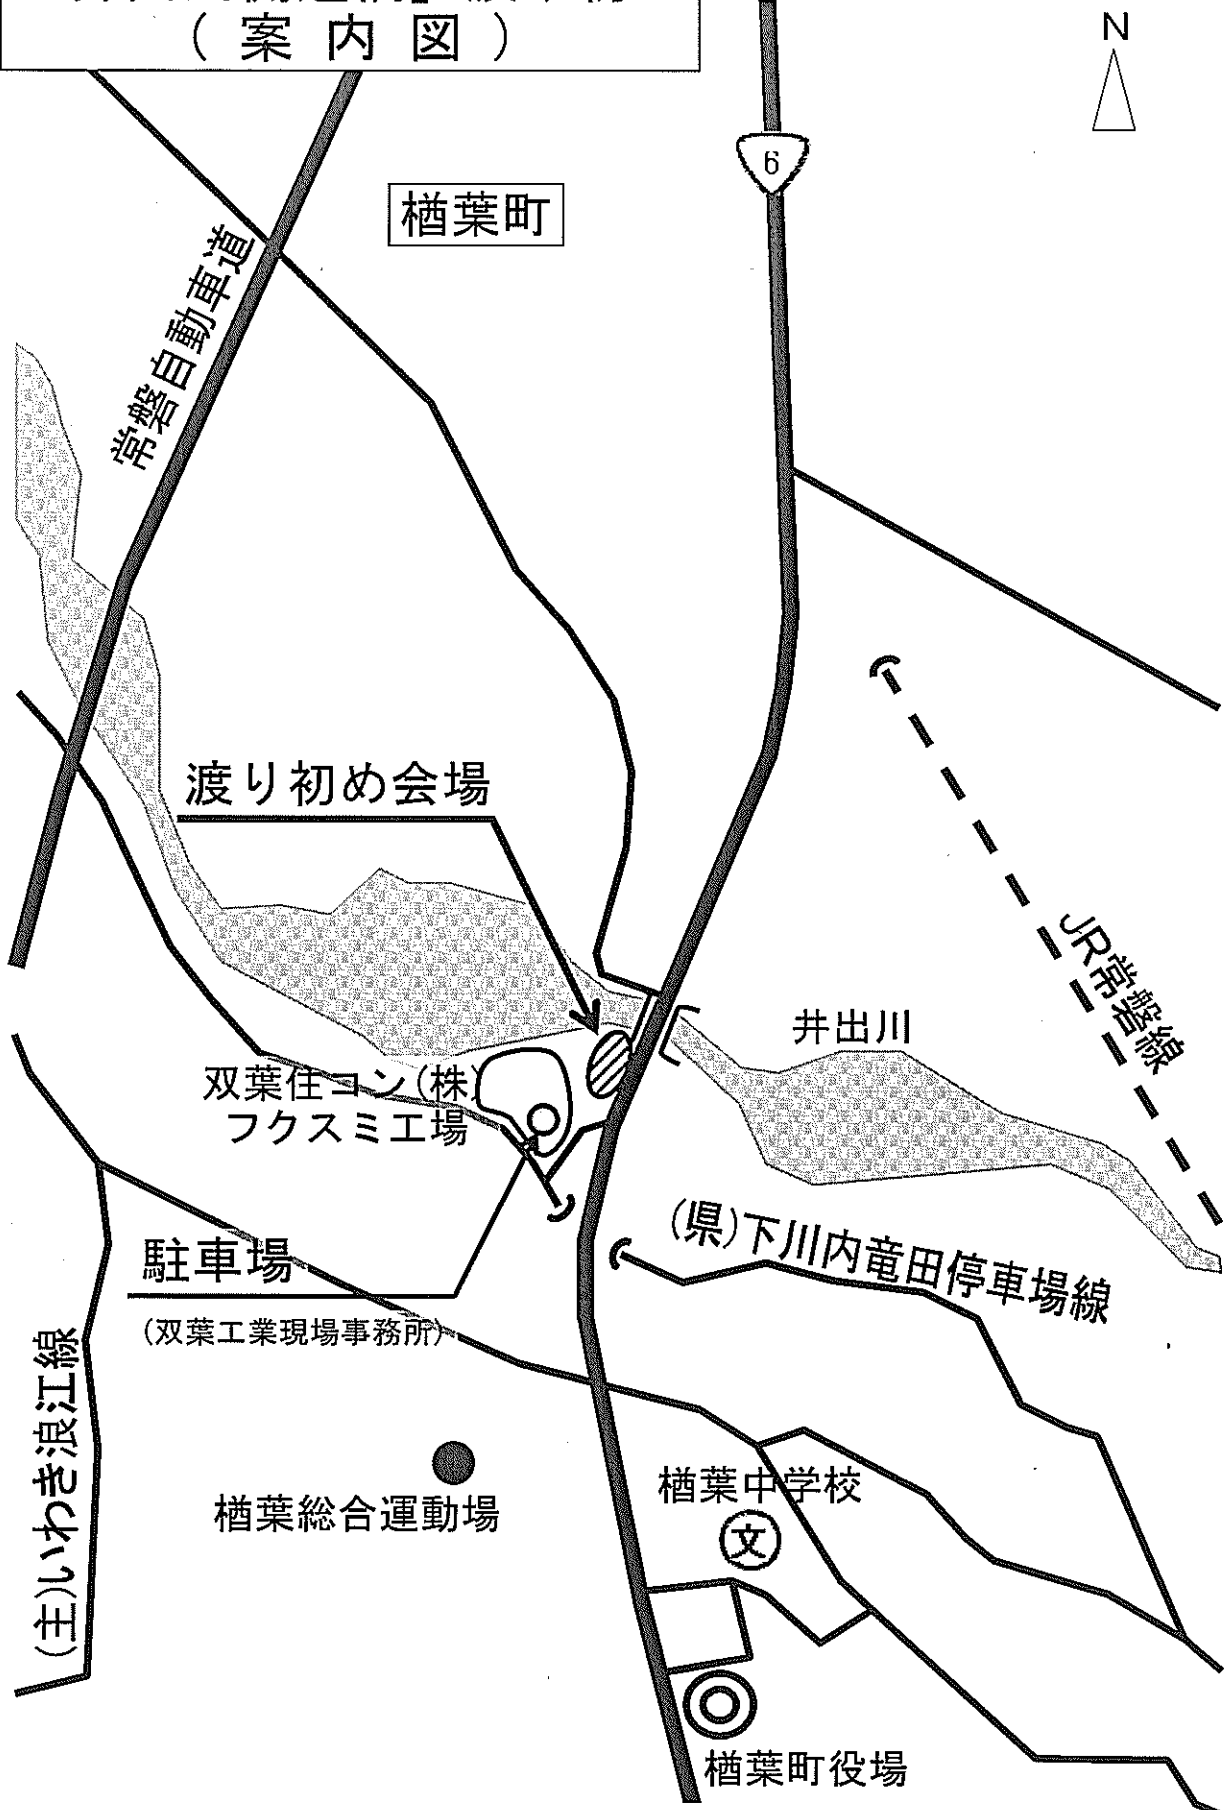 (案内図)
N
6
楢葉町
常磐自動車道
渡り初め会場
JR常磐線
井出川
双葉住コン(株)
フクスミ工場
(県)下川内竜田停車場線
駐車場
(双葉工業現場事務所)
(主)いわき浪江線
楢葉総合運動場
楢葉中学校
文
楢葉町役場